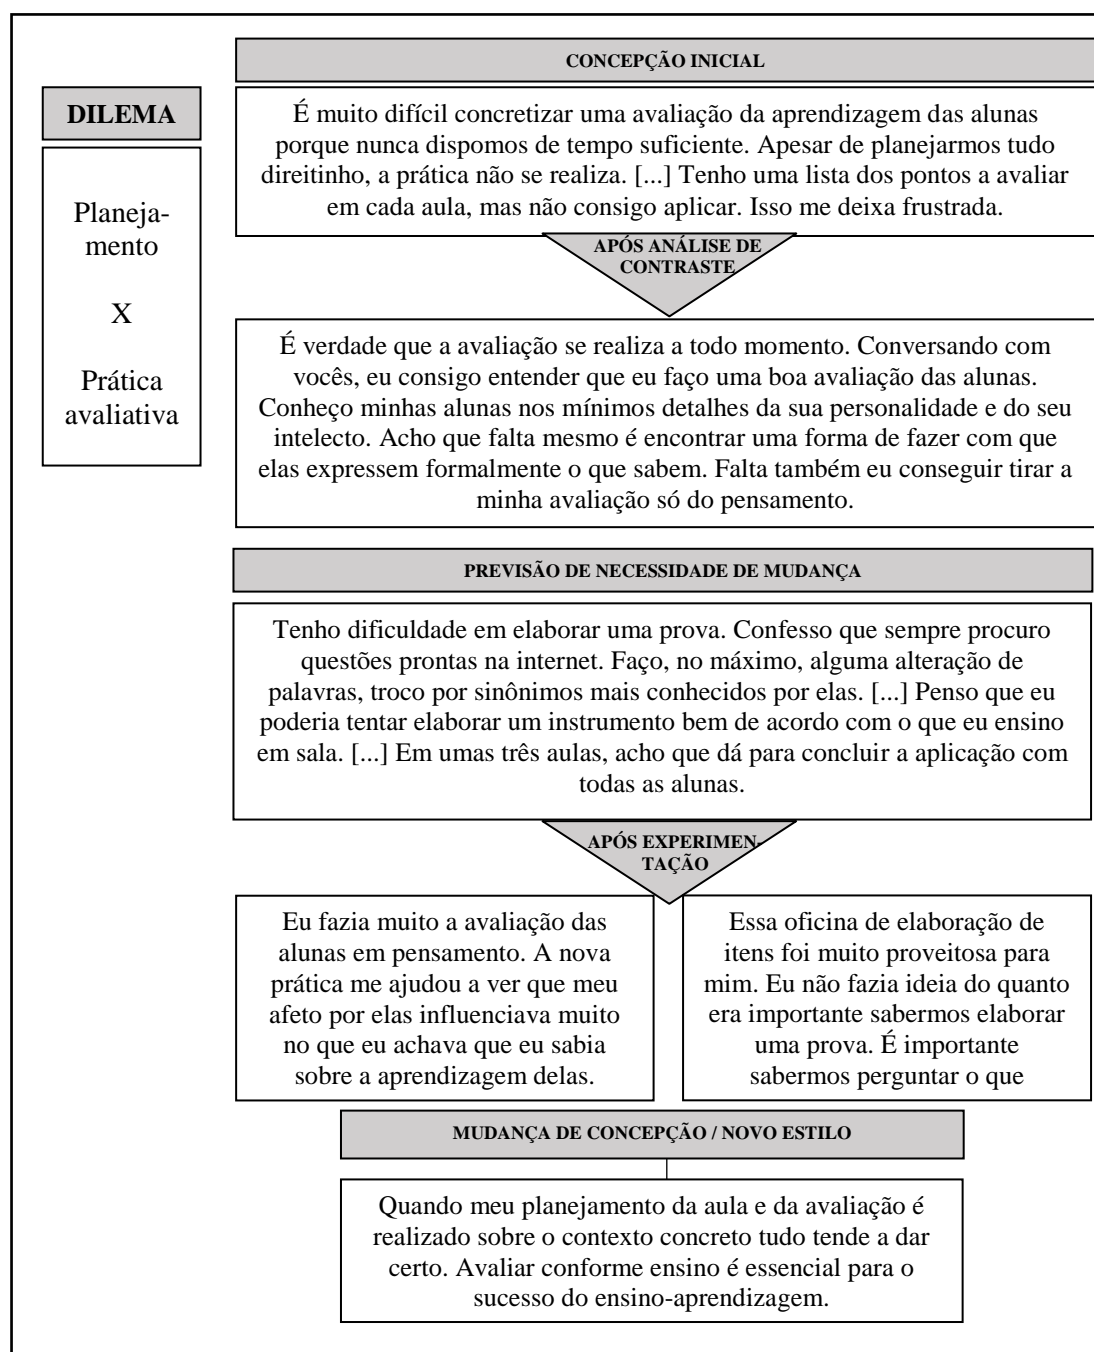 CONCEPÇÃO INICIAL
DILEMA
Planeja-
mento
X
Prática
avaliativa
É muito difícil concretizar uma avaliação da aprendizagem das alunas
porque nunca dispomos de tempo suficiente. Apesar de planejarmos tudo
direitinho, a prática não se realiza. [...] Tenho uma lista dos pontos a avaliar
em cada aula, mas não consigo aplicar. Isso me deixa frustrada.
APÓS ANÁLISE DE
CONTRASTE
É verdade que a avaliação se realiza a todo momento. Conversando com
vocês, eu consigo entender que eu faço uma boa avaliação das alunas.
Conheço minhas alunas nos mínimos detalhes da sua personalidade e do seu
intelecto. Acho que falta mesmo é encontrar uma forma de fazer com que
elas expressem formalmente o que sabem. Falta também eu conseguir tirar a
minha avaliação só do pensamento.
PREVISÃO DE NECESSIDADE DE MUDANÇA
Tenho dificuldade em elaborar uma prova. Confesso que sempre procuro
questões prontas na internet. Faço, no máximo, alguma alteração de
palavras, troco por sinônimos mais conhecidos por elas. [...] Penso que eu
poderia tentar elaborar um instrumento bem de acordo com o que eu ensino
em sala. [...] Em umas três aulas, acho que dá para concluir a aplicação com
todas as alunas.
APÓS EXPERIMEN-
TAÇÃO
Eu fazia muito a avaliação das
alunas em pensamento. A nova
prática me ajudou a ver que meu
afeto por elas influenciava muito
no que eu achava que eu sabia
sobre a aprendizagem delas.
Essa oficina de elaboração de
itens foi muito proveitosa para
mim. Eu não fazia ideia do quanto
era importante sabermos elaborar
uma prova. É importante
sabermos perguntar o que
MUDANÇA DE CONCEPÇÃO / NOVO ESTILO
Quando meu planejamento da aula e da avaliação é
realizado sobre o contexto concreto tudo tende a dar
certo. Avaliar conforme ensino é essencial para o
sucesso do ensino-aprendizagem.